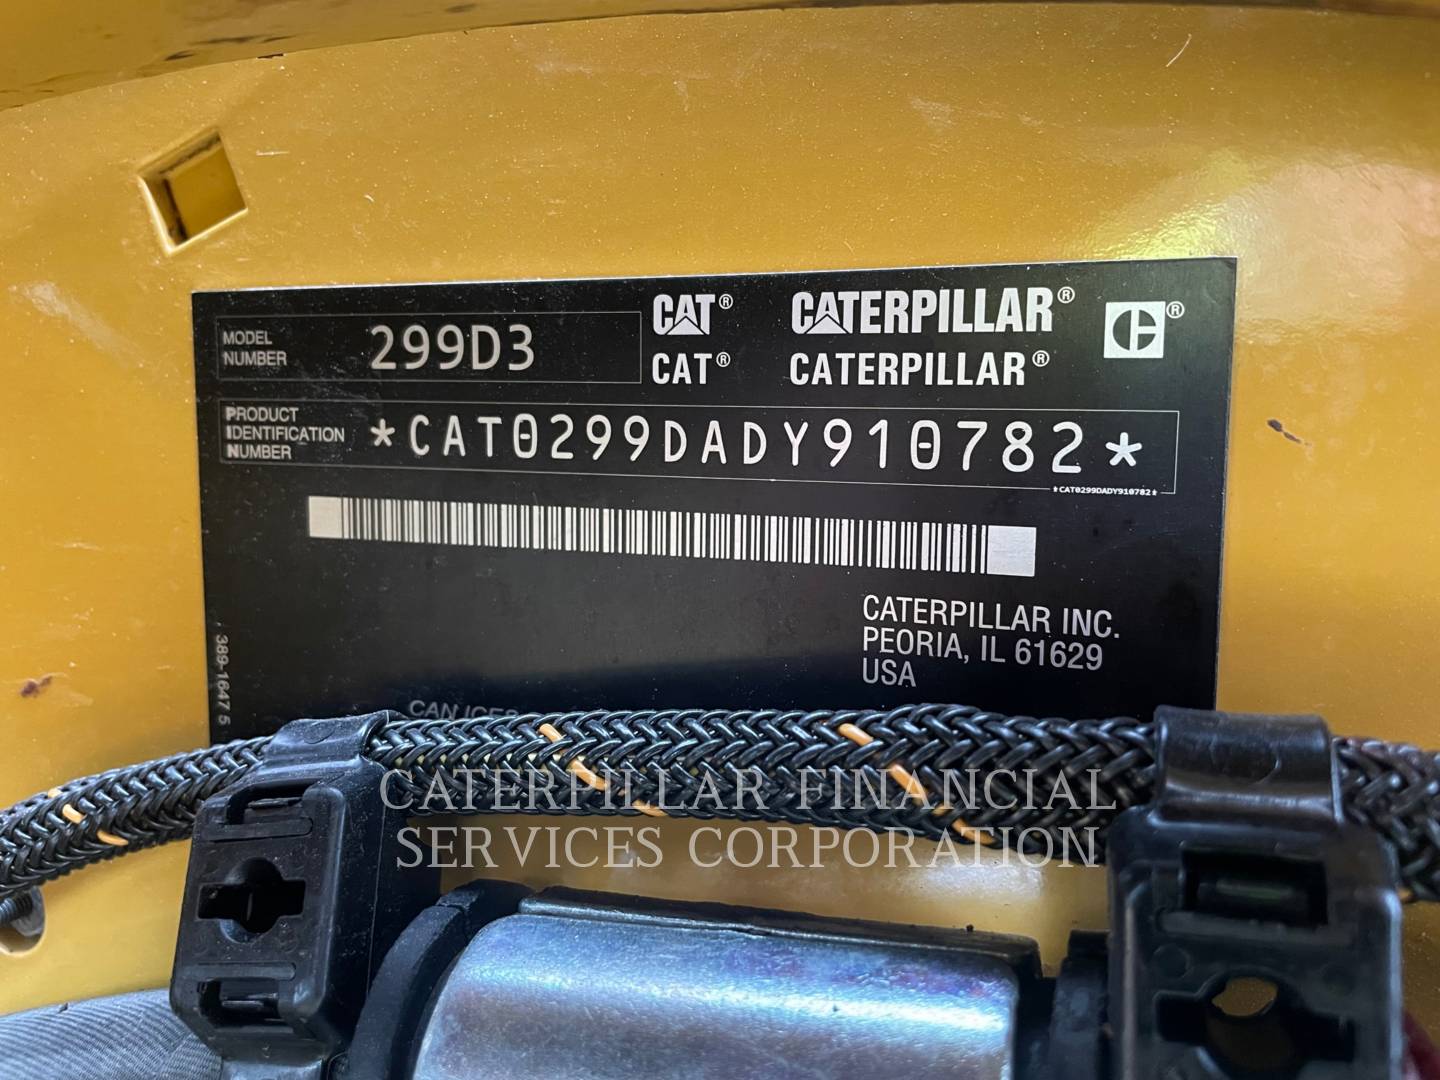 MODEL
NUMBER
299D3
CAT® CATERPILLAR® C®
CAT® CATERPILLAR®
PRODUCT
IDENTIFICATION
NUMBER
*CAT0299DADY910782*
*CAT0299DADY910782*
CATERPILLAR INC.
PEORIA, IL 61629
USA
389-1647 5
CATERPILLAR FINANCIAL
SERVICES CORPORATION